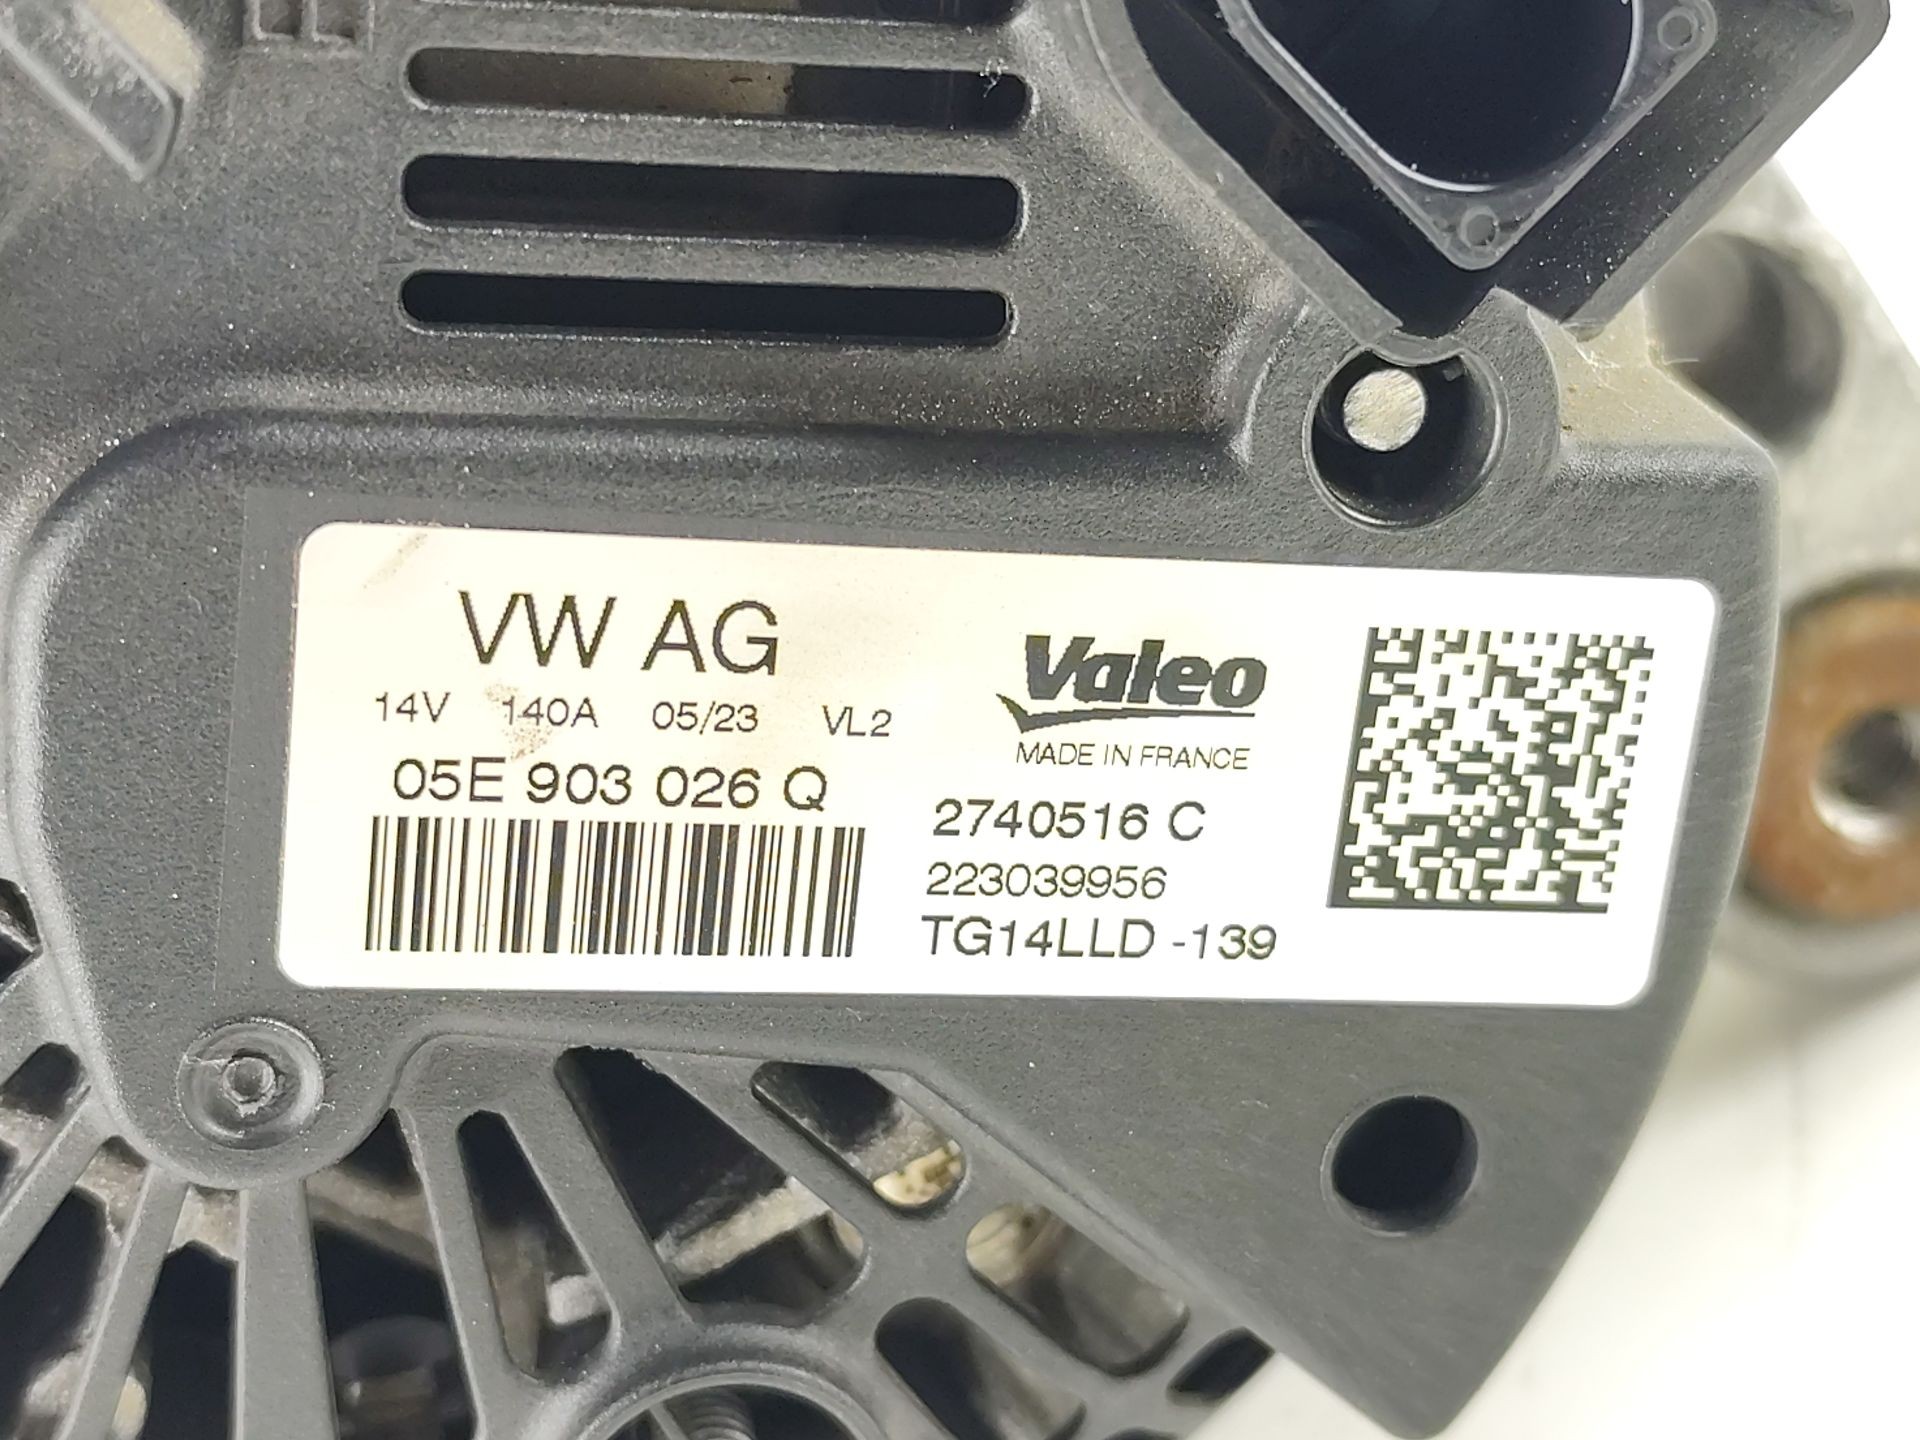 VW AG
14V 140A 05/23 VL2
05E 903 026 Q
Valeo
MADE IN FRANCE
2740516 C
223039956
TG14LLD -139